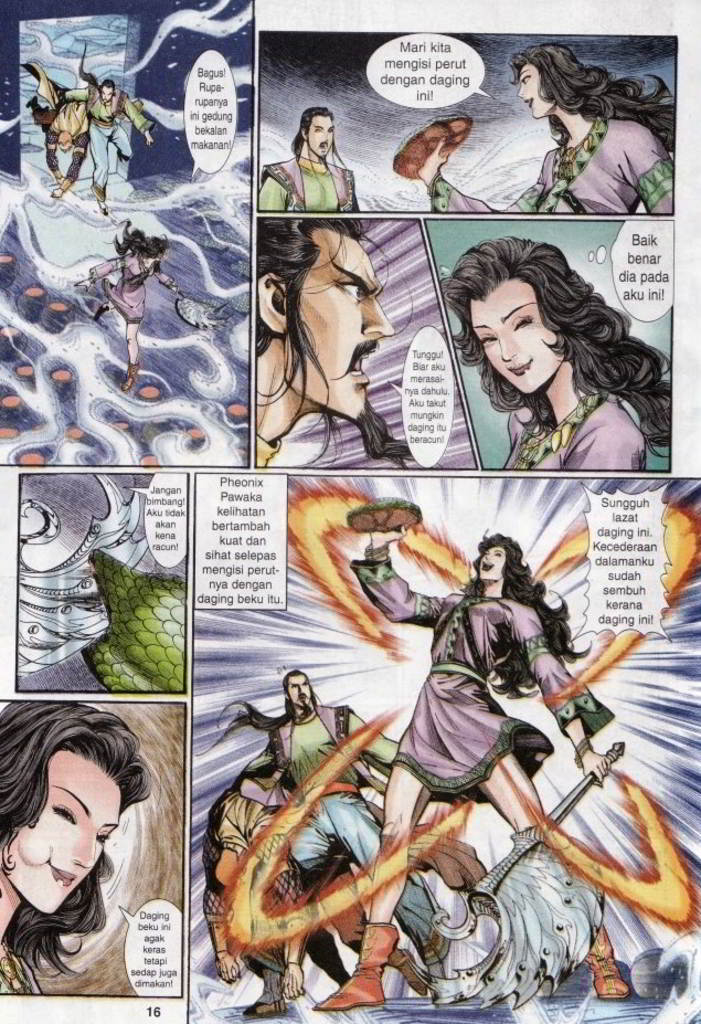 Bagus!
Rupa-
rupanya
ini gedung
bekalan
makanan!
Mari kita
mengisi perut
dengan daging
ini!
Tunggu!
Biar aku
merasai-
nya dahulu.
Aku takut
mungkin
daging itu
beracun!
Baik
benar
dia pada
aku ini!
Jangan
bimbang!
Aku tidak
akan
kena
racun!
Daging
beku ini
agak
keras
tetapi
sedap juga
dimakan!
Pheonix
Pawaka
kelihatan
bertambah
kuat dan
sihat selepas
mengisi perut-
nya dengan
daging beku itu.
Sungguh
lazat
daging ini.
Kecederaan
dalamanku
sudah
sembuh
kerana
daging ini!
16